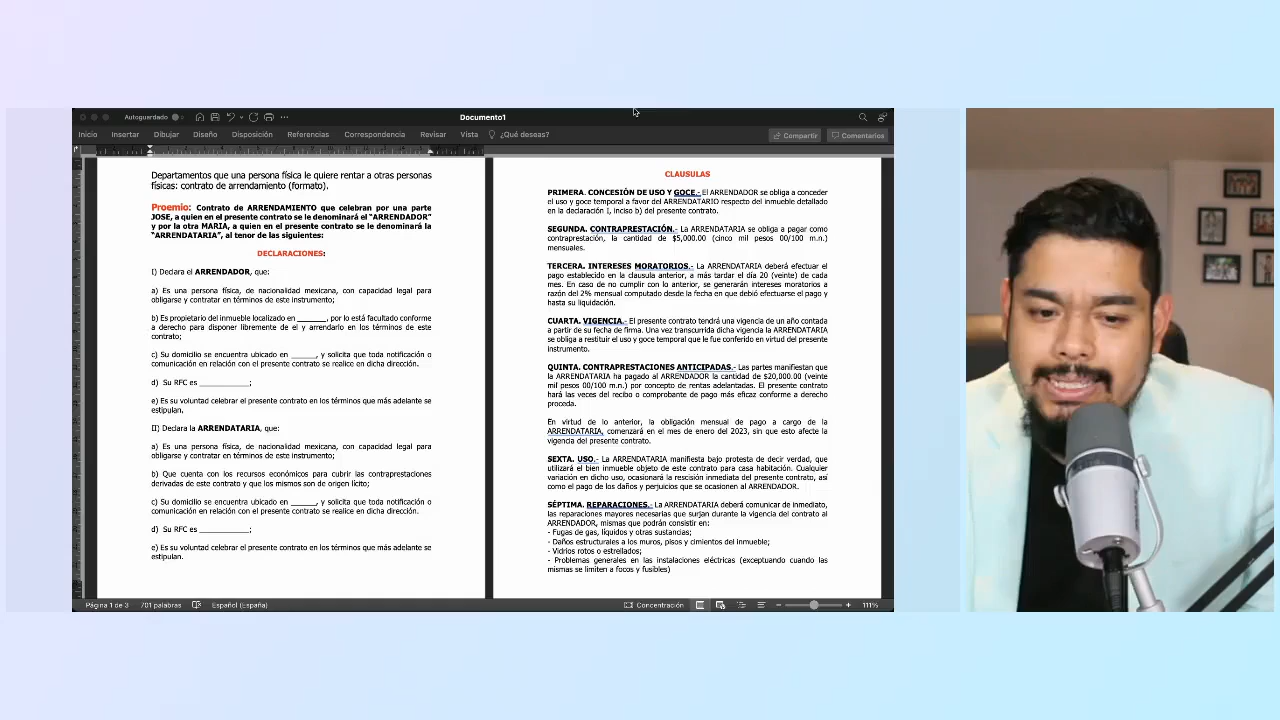 Autoguardado
Documento1
Inicio
Insertar
Dibujar
Diseño
Disposición
Referencias
Correspondencia
Revisar
Vista
¿Qué deseas?
Compartir
Comentarios
Departamentos que una persona física le quiere rentar a otras personas
físicas: contrato de arrendamiento (formato).
Proemio: Contrato de ARRENDAMIENTO que celebran por una parte
JOSE, a quien en el presente contrato se le denominará el “ARRENDADOR”
y por la otra MARIA, a quien en el presente contrato se le denominará la
“ARRENDATARIA”, al tenor de las siguientes:
DECLARACIONES:
I) Declara el ARRENDADOR, que:
a) Es una persona física, de nacionalidad mexicana, con capacidad legal para
obligarse y contratar en términos de este instrumento;
b) Es propietario del inmueble localizado en _______, por lo está facultado conforme
a derecho para disponer libremente de el y arrendarlo en los términos de este
contrato;
c) Su domicilio se encuentra ubicado en ______, y solicita que toda notificación o
comunicación en relación con el presente contrato se realice en dicha dirección.
d) Su RFC es ____________;
e) Es su voluntad celebrar el presente contrato en los términos que más adelante se
estipulan.
II) Declara la ARRENDATARIA, que:
a) Es una persona física, de nacionalidad mexicana, con capacidad legal para
obligarse y contratar en términos de este instrumento;
b) Que cuenta con los recursos económicos para cubrir las contraprestaciones
derivadas de este contrato y que los mismos son de origen lícito;
c) Su domicilio se encuentra ubicado en ______, y solicita que toda notificación o
comunicación en relación con el presente contrato se realice en dicha dirección.
d) Su RFC es ____________;
e) Es su voluntad celebrar el presente contrato en los términos que más adelante se
estipulan.
CLAUSULAS
PRIMERA. CONCESIÓN DE USO Y GOCE.- El ARRENDADOR se obliga a conceder
el uso y goce temporal a favor del ARRENDATARIO respecto del inmueble detallado
en la declaración I, inciso b) del presente contrato.
SEGUNDA. CONTRAPRESTACIÓN.- La ARRENDATARIA se obliga a pagar como
contraprestación, la cantidad de $5,000.00 (cinco mil pesos 00/100 m.n.)
mensuales.
TERCERA. INTERESES MORATORIOS.- La ARRENDATARIA deberá efectuar el
pago establecido en la clausula anterior, a más tardar el día 20 (veinte) de cada
mes. En caso de no cumplir con lo anterior, se generarán intereses moratorios a
razón del 2% mensual computado desde la fecha en que debió efectuarse el pago y
hasta su liquidación.
CUARTA. VIGENCIA.- El presente contrato tendrá una vigencia de un año contada
a partir de su fecha de firma. Una vez transcurrida dicha vigencia la ARRENDATARIA
se obliga a restituir el uso y goce temporal que le fue conferido en virtud del presente
instrumento.
QUINTA. CONTRAPRESTACIONES ANTICIPADAS.- Las partes manifiestan que
la ARRENDATARIA ha pagado al ARRENDADOR la cantidad de $20,000.00 (veinte
mil pesos 00/100 m.n.) por concepto de rentas adelantadas. El presente contrato
hará las veces del recibo o comprobante de pago más eficaz conforme a derecho
proceda.
En virtud de lo anterior, la obligación mensual de pago a cargo de la
ARRENDATARIA, comenzará en el mes de enero del 2023, sin que esto afecte la
vigencia del presente contrato.
SEXTA. USO.- La ARRENDATARIA manifiesta bajo protesta de decir verdad, que
utilizará el bien inmueble objeto de este contrato para casa habitación. Cualquier
variación en dicho uso, ocasionará la rescisión inmediata del presente contrato, así
como el pago de los daños y perjuicios que se ocasionen al ARRENDADOR.
SÉPTIMA. REPARACIONES.- La ARRENDATARIA deberá comunicar de inmediato,
las reparaciones mayores necesarias que surjan durante la vigencia del contrato al
ARRENDADOR, mismas que podrán consistir en:
- Fugas de gas, líquidos y otras sustancias;
- Daños estructurales a los muros, pisos y cimientos del inmueble;
- Vidrios rotos o estrellados;
- Problemas generales en las instalaciones eléctricas (exceptuando cuando las
mismas se limiten a focos y fusibles)
Página 1 de 3
701 palabras
Español (España)
Concentración
111%